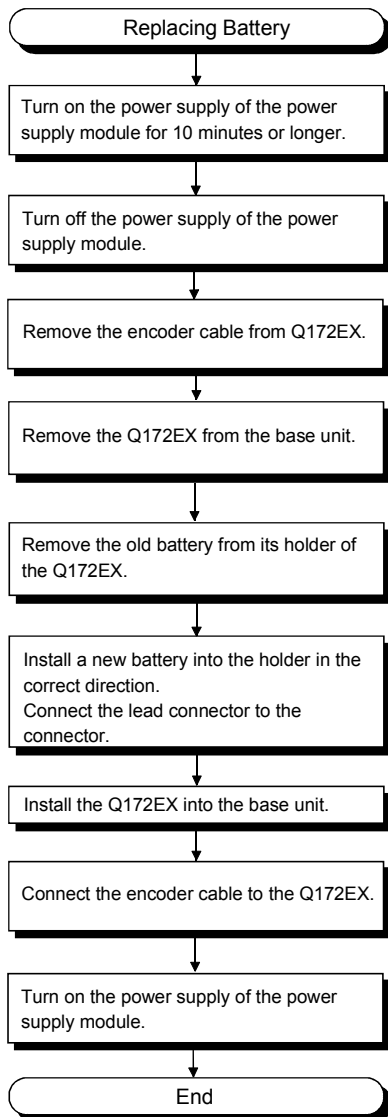 Replacing Battery
Turn on the power supply of the power
supply module for 10 minutes or longer.
Turn off the power supply of the power
supply module.
Remove the encoder cable from Q172EX.
Remove the Q172EX from the base unit.
Remove the old battery from its holder of
the Q172EX.
Install a new battery into the holder in the
correct direction.
Connect the lead connector to the
connector.
Install the Q172EX into the base unit.
Connect the encoder cable to the Q172EX.
Turn on the power supply of the power
supply module.
End